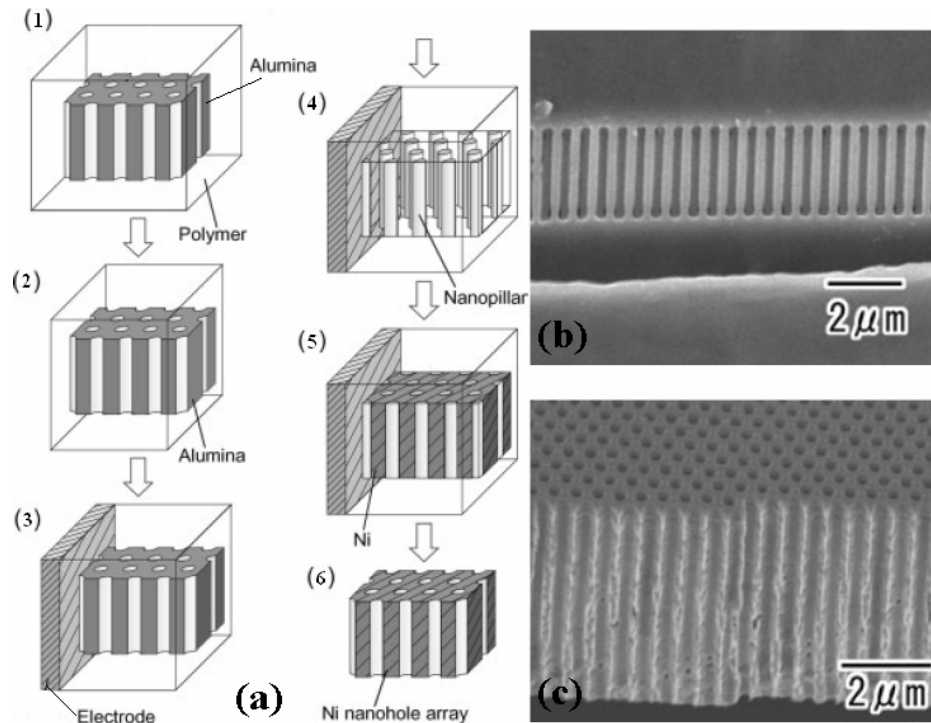 (1)
Alumina
Polymer
(2)
Alumina
(3)
Electrode
(a)
(4)
Nanopillar
(5)
Ni
(6)
Ni nanohole array
2 μm
(b)
2 μm
(c)